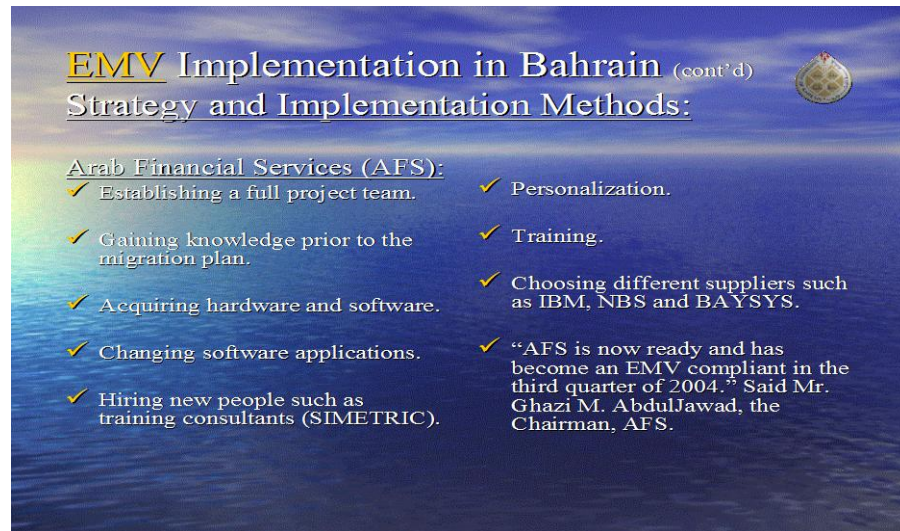 EMV Implementation in Bahrain (cont’d)
Strategy and Implementation Methods:
Arab Financial Services (AFS):
✓ Establishing a full project team.
✓ Gaining knowledge prior to the
migration plan.
✓ Acquiring hardware and software.
✓ Changing software applications.
✓ Hiring new people such as
training consultants (SIMETRIC).
✓ Personalization.
✓ Training.
✓ Choosing different suppliers such
as IBM, NBS and BAYSYS.
✓ “AFS is now ready and has
become an EMV compliant in the
third quarter of 2004.” Said Mr.
Ghazi M. AbdulJawad, the
Chairman, AFS.